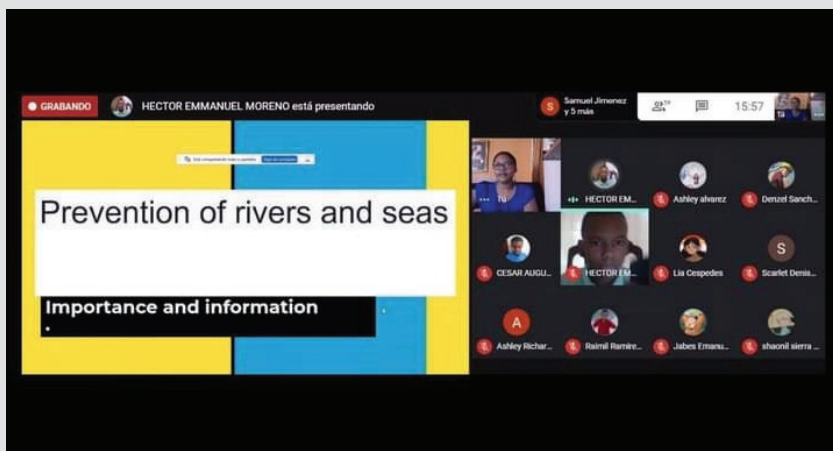 GRABANDO
HECTOR EMMANUEL MORENO está presentando
Samuel Jimenez
y 5 más
15:57
Tú
Prevention of rivers and seas
Importance and information
.
Tú
HECTOR EM...
Ashley alvarez
Denzel Sanch...
CESAR AUGU...
HECTOR EM...
Lia Cespedes
S
Scarlet Denis...
A
Ashley Richar...
Raimil Ramire...
Jabes Emanu...
shaonil sierra ...